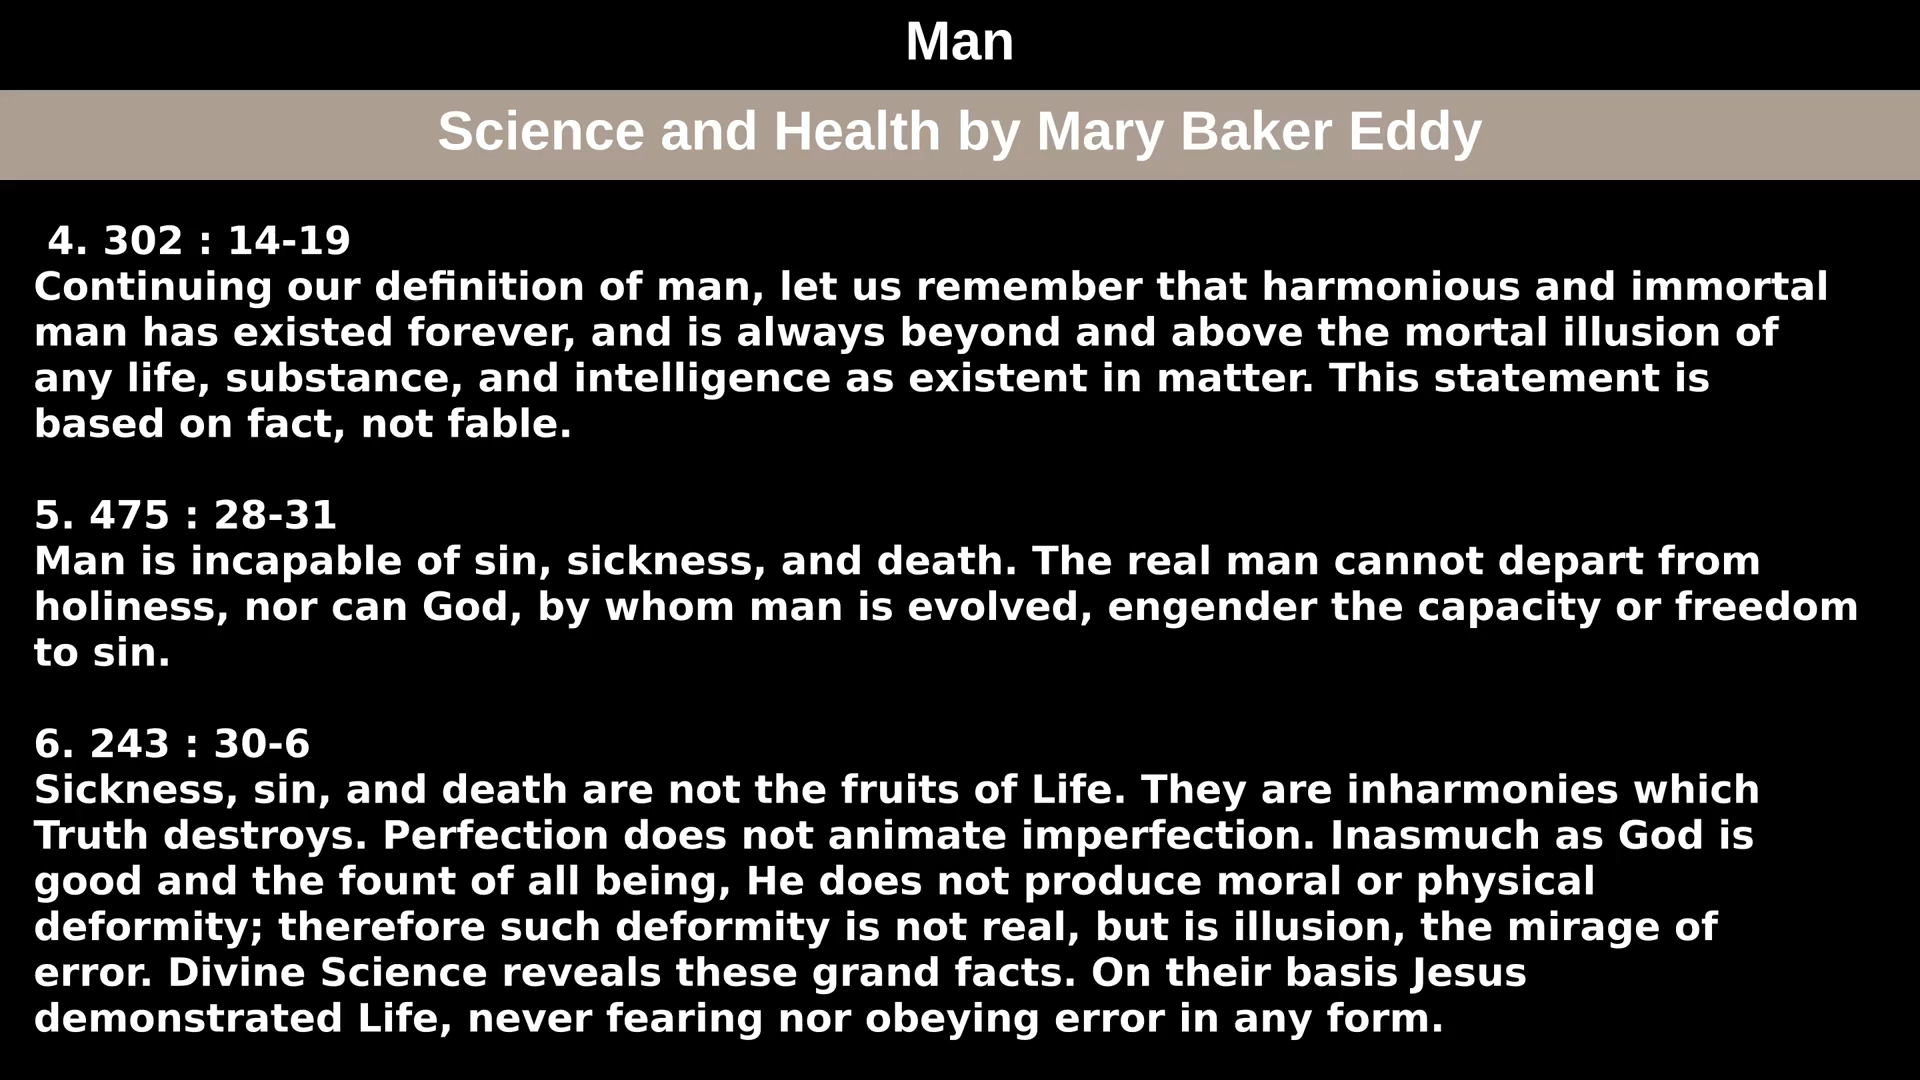 Man
Science and Health by Mary Baker Eddy
4. 302 : 14-19
Continuing our definition of man, let us remember that harmonious and immortal
man has existed forever, and is always beyond and above the mortal illusion of
any life, substance, and intelligence as existent in matter. This statement is
based on fact, not fable.
5. 475 : 28-31
Man is incapable of sin, sickness, and death. The real man cannot depart from
holiness, nor can God, by whom man is evolved, engender the capacity or freedom
to sin.
6. 243 : 30-6
Sickness, sin, and death are not the fruits of Life. They are inharmonies which
Truth destroys. Perfection does not animate imperfection. Inasmuch as God is
good and the fount of all being, He does not produce moral or physical
deformity; therefore such deformity is not real, but is illusion, the mirage of
error. Divine Science reveals these grand facts. On their basis Jesus
demonstrated Life, never fearing nor obeying error in any form.